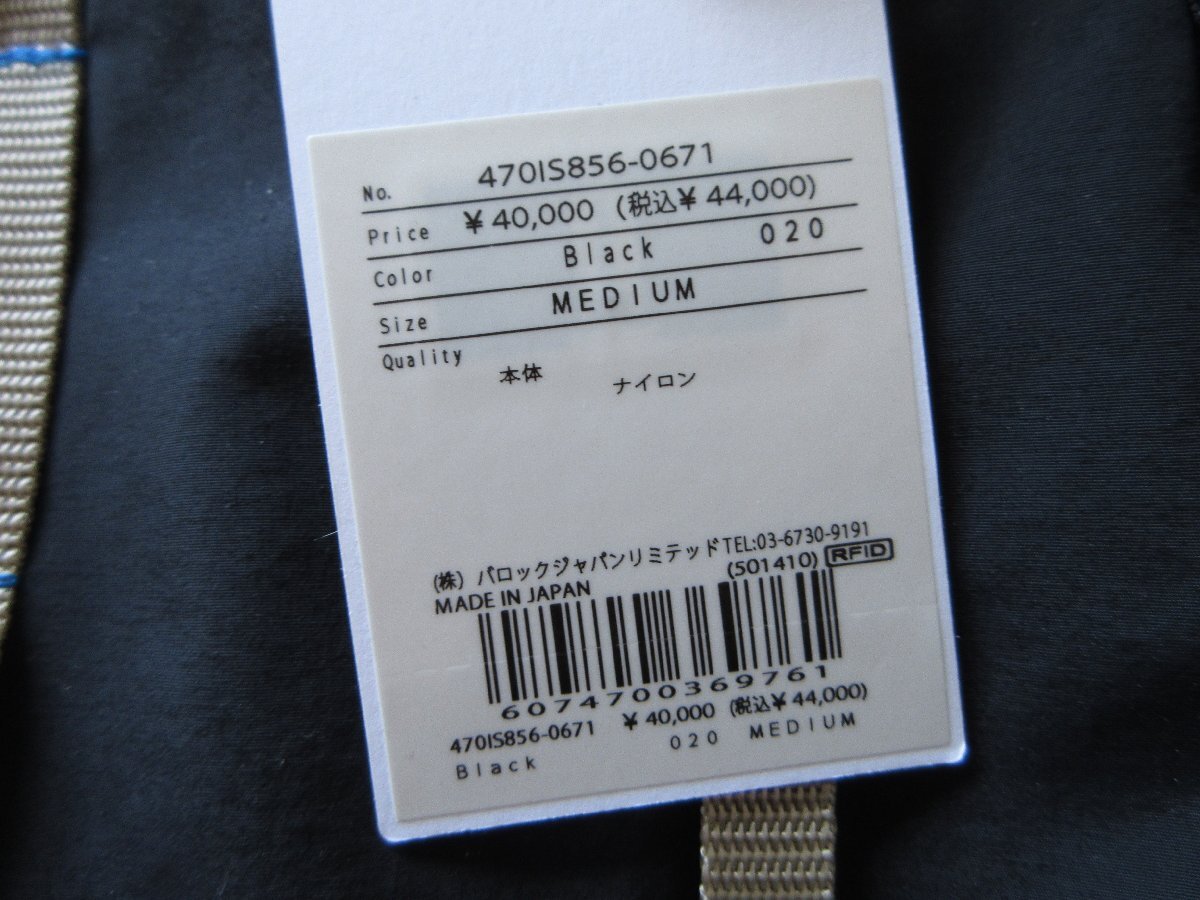 No. 470IS856-0671
Price ¥40,000 (税込¥ 44,000)
Color Black 020
Size MEDIUM
Quality
本体 ナイロン
(株) バロックジャパンリミテッド TEL:03-6730-9191
MADE IN JAPAN (501410) RFID
6074700369761
470IS856-0671 ¥40,000 (税込¥44,000)
Black 020 MEDIUM